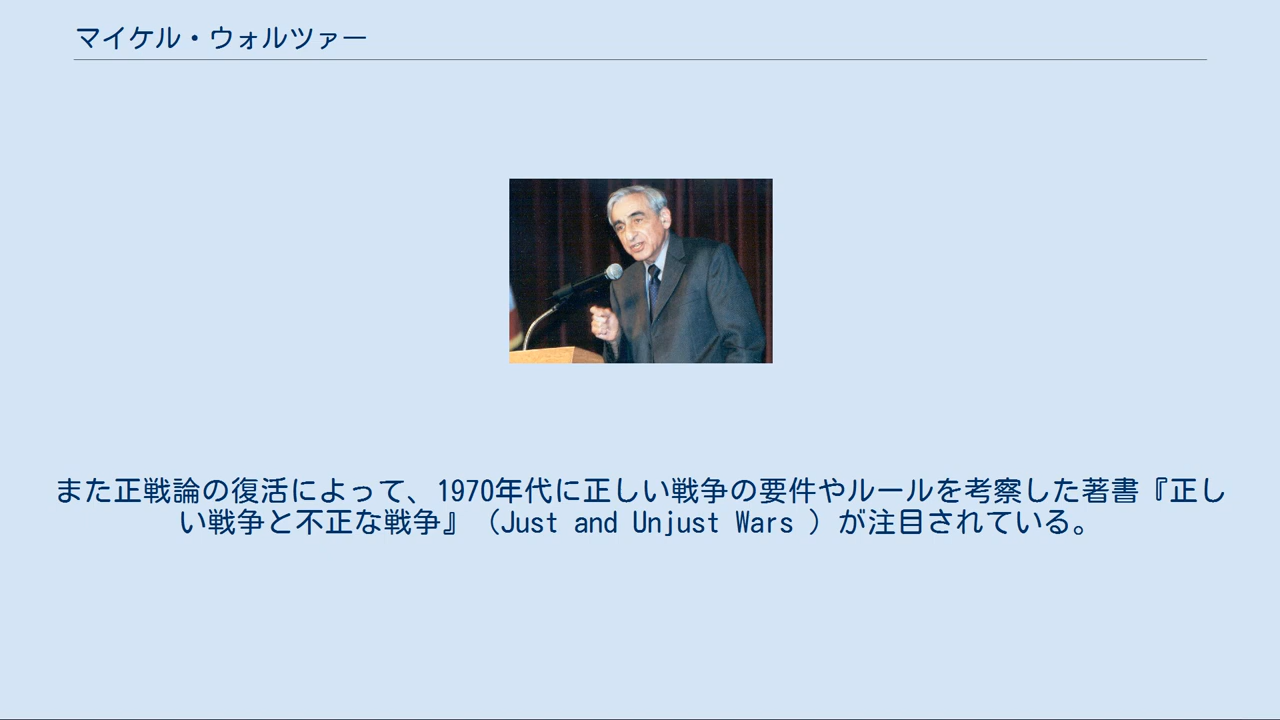 マイケル・ウォルツァー
また正戦論の復活によって、1970年代に正しい戦争の要件やルールを考察した著書『正し
い戦争と不正な戦争』（Just and Unjust Wars ）が注目されている。